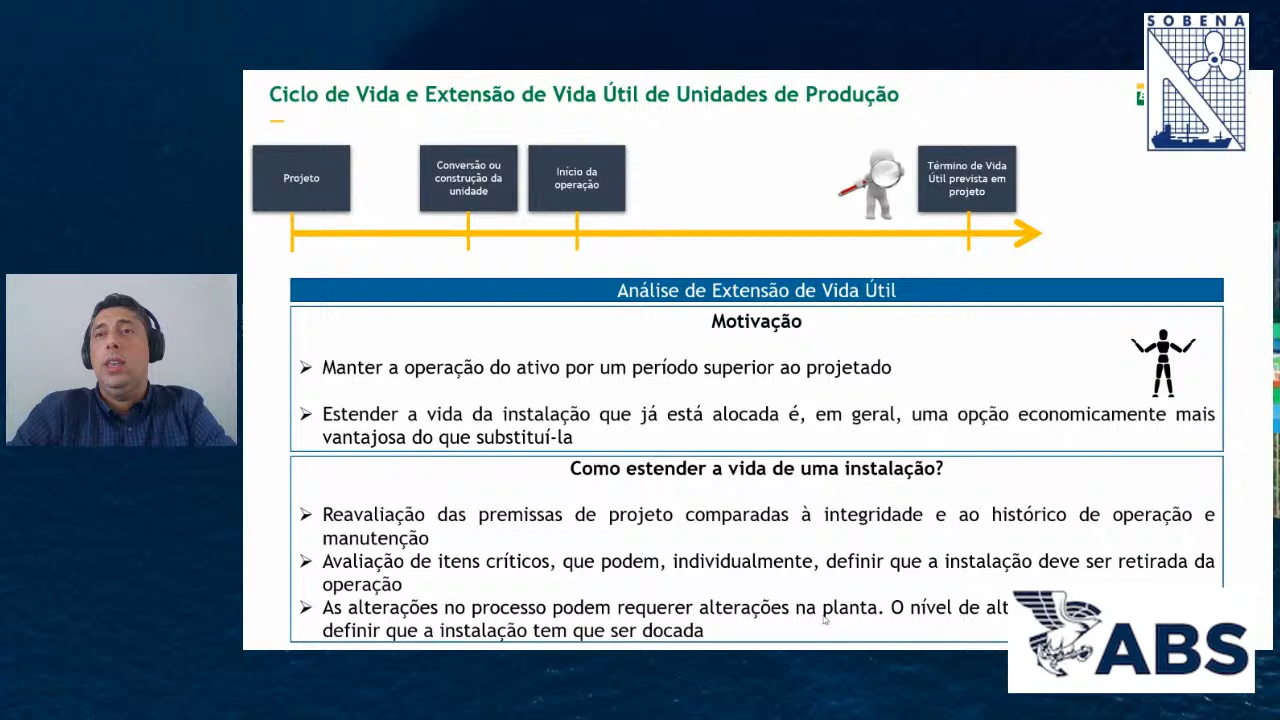 SOBENA
Ciclo de Vida e Extensão de Vida Útil de Unidades de Produção
Projeto
Conversão ou
construção da
unidade
Início da
operação
Término de Vida
Útil prevista em
projeto
Análise de Extensão de Vida Útil
Motivação
➢ Manter a operação do ativo por um período superior ao projetado
➢ Estender a vida da instalação que já está alocada é, em geral, uma opção economicamente mais
vantajosa do que substituí-la
Como estender a vida de uma instalação?
➢ Reavaliação das premissas de projeto comparadas à integridade e ao histórico de operação e
manutenção
➢ Avaliação de itens críticos, que podem, individualmente, definir que a instalação deve ser retirada da
operação
➢ As alterações no processo podem requerer alterações na planta. O nível de alt
definir que a instalação tem que ser docada
ABS